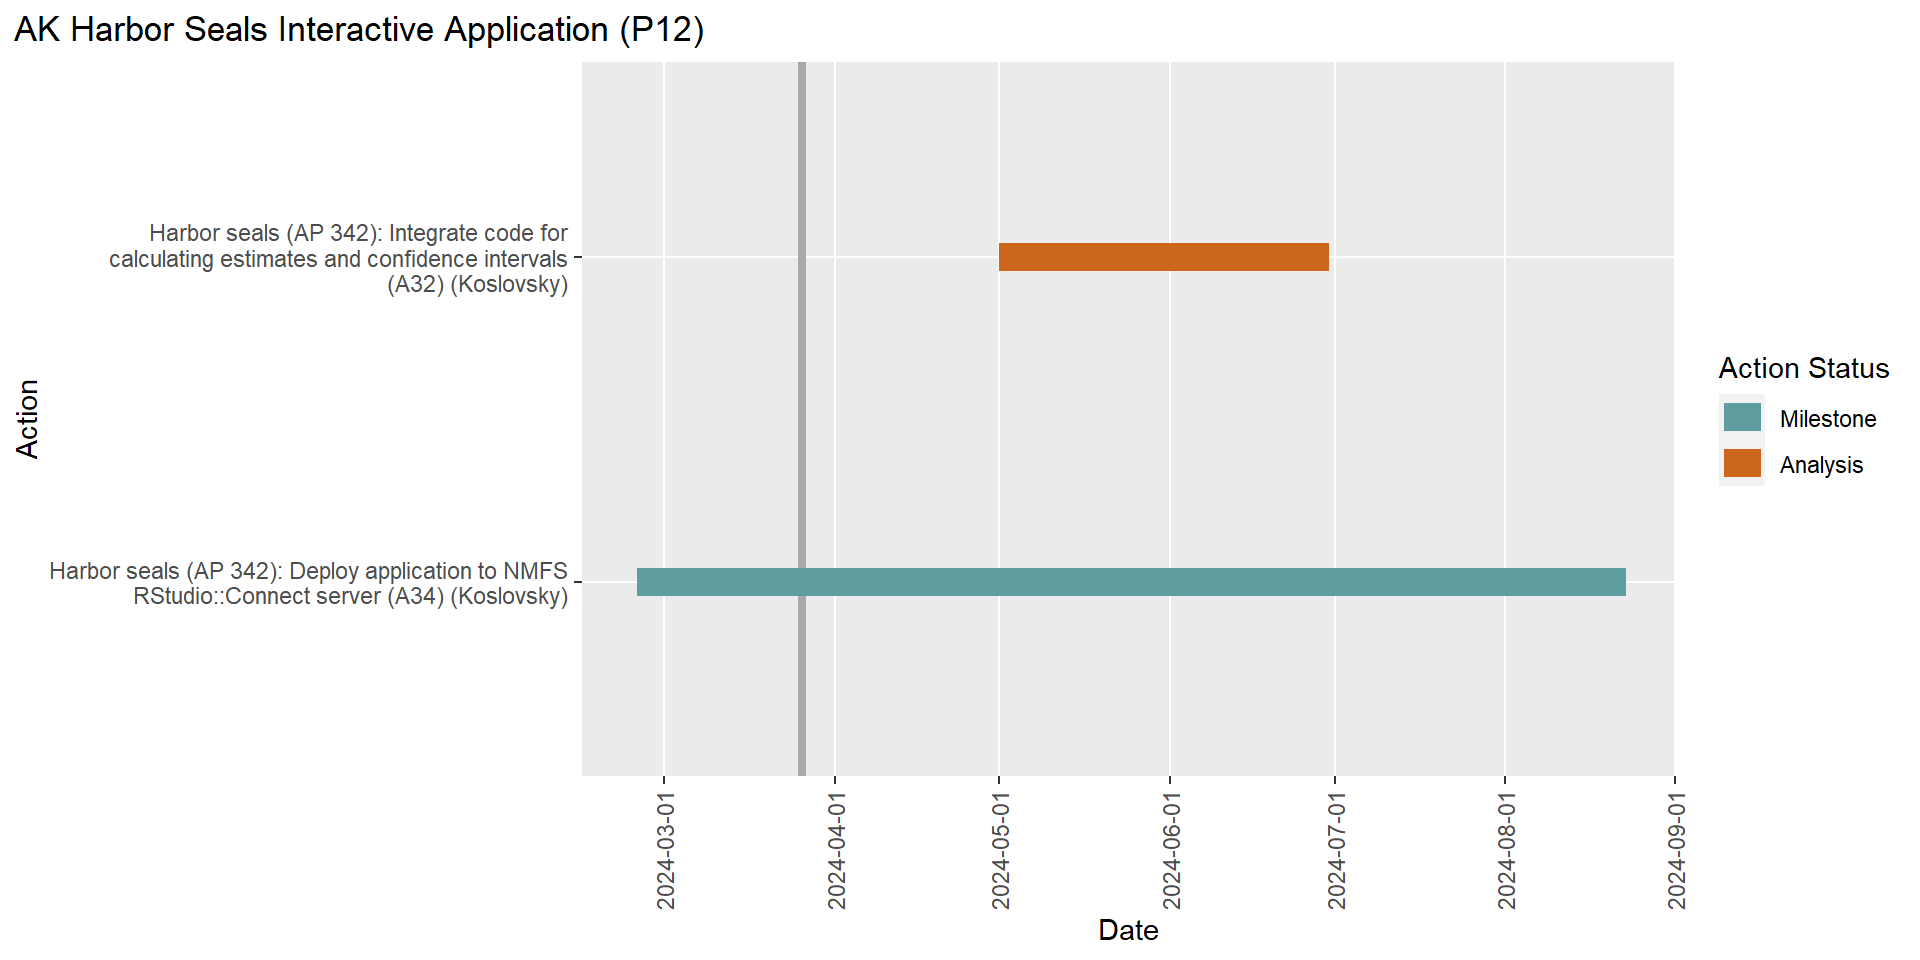 AK Harbor Seals Interactive Application (P12)
Harbor seals (AP 342): Integrate code for
calculating estimates and confidence intervals
(A32) (Koslovsky)
Harbor seals (AP 342): Deploy application to NMFS
RStudio::Connect server (A34) (Koslovsky)
Action
2024-03-01
2024-04-01
2024-05-01
2024-06-01
2024-07-01
2024-08-01
2024-09-01
Date
Action Status
Milestone
Analysis